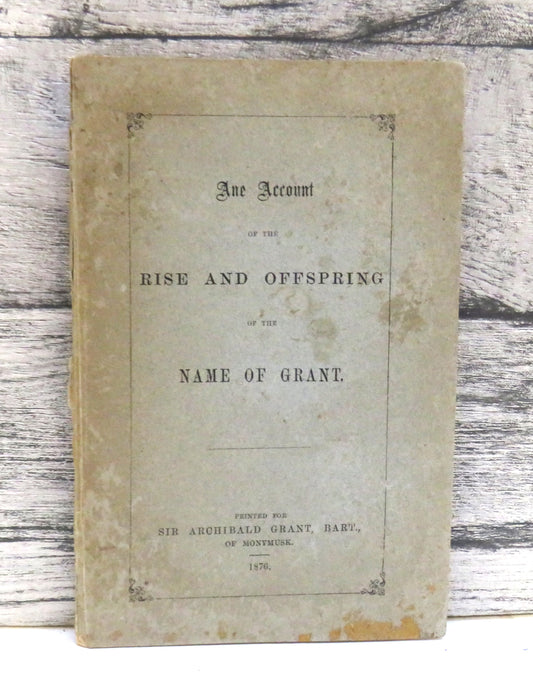 Ane Account
OF THE
RISE AND OFFSPRING
OF THE
NAME OF GRANT.
PRINTED FOR
SIR ARCHIBALD GRANT, BART.,
OF MONYMUSK.
1876.